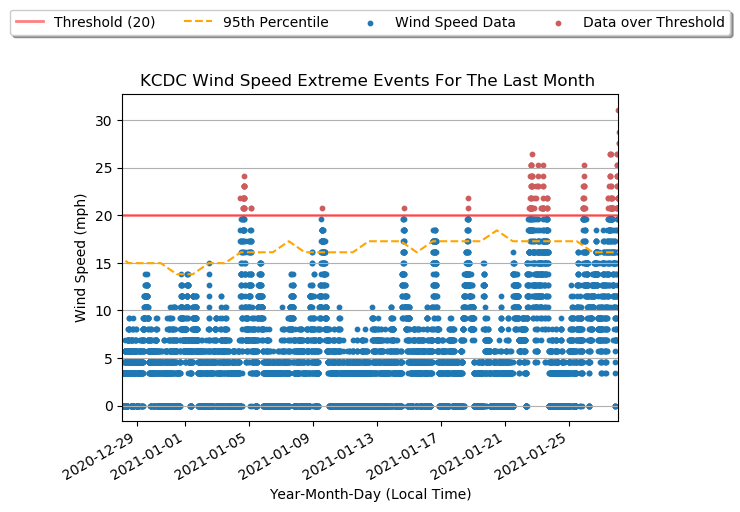 Threshold (20) 95th Percentile Wind Speed Data Data over Threshold
KCDC Wind Speed Extreme Events For The Last Month
Wind Speed (mph)
30
25
20
15
10
5
0
2020-12-29 2021-01-01 2021-01-05 2021-01-09 2021-01-13 2021-01-17 2021-01-21 2021-01-25
Year-Month-Day (Local Time)